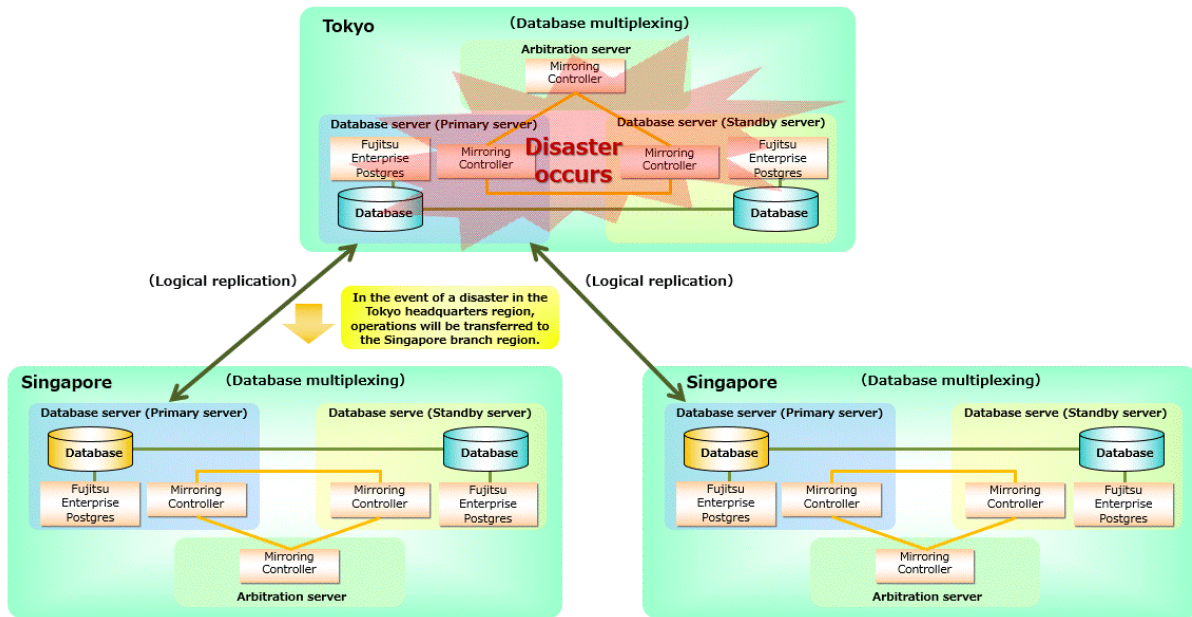 Tokyo
(Database multiplexing)
Arbitration server
Mirroring
Controller
Database server (Primary server)
Database server (Standby server)
Fujitsu
Enterprise
Postgres
Mirroring
Controller
Disaster
occurs
Mirroring
Controller
Fujitsu
Enterprise
Postgres
Database
Database
(Logical replication)
(Logical replication)
In the event of a disaster in the
Tokyo headquarters region,
operations will be transferred to
the Singapore branch region.
Singapore
(Database multiplexing)
Database server (Primary server)
Database serve (Standby server)
Database
Database
Fujitsu
Enterprise
Postgres
Mirroring
Controller
Mirroring
Controller
Fujitsu
Enterprise
Postgres
Mirroring
Controller
Arbitration server
Singapore
(Database multiplexing)
Database server (Primary server)
Database serve (Standby server)
Database
Database
Fujitsu
Enterprise
Postgres
Mirroring
Controller
Mirroring
Controller
Fujitsu
Enterprise
Postgres
Mirroring
Controller
Arbitration server